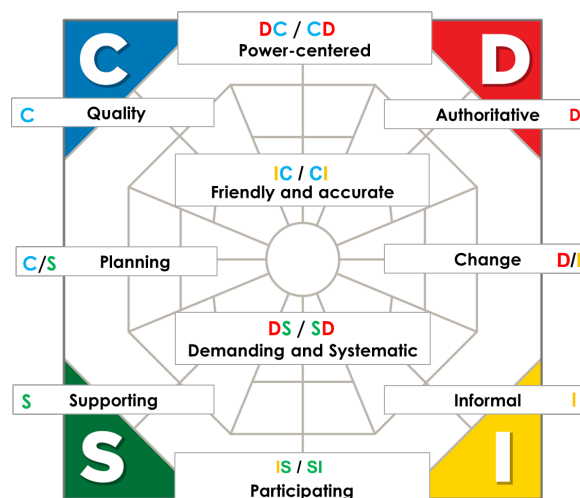 C
D
DC / CD
Power-centered
C Quality
Authoritative D
IC / CI
Friendly and accurate
C/S Planning
Change D/I
DS / SD
Demanding and Systematic
S Supporting
Informal I
S
I
IS / SI
Participating